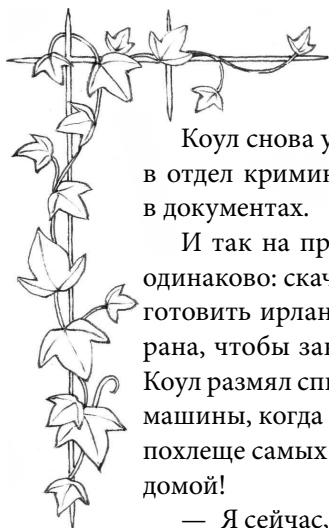 Коул снова у
в отдел кримин
в документах.
И так на пр
одинаково: скач
готовить ирлан
рана, чтобы зак
Коул размял спи
машины, когда
похлеще самых
домой!
— Я сейчас,